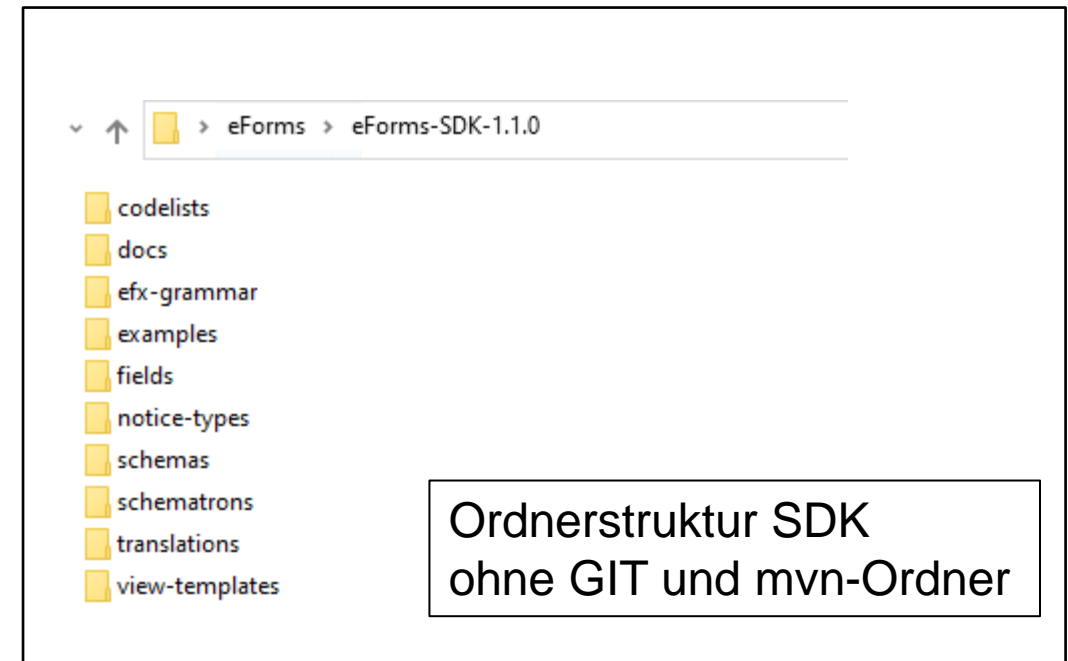 eForms > eForms-SDK-1.1.0
codelists
docs
efx-grammar
examples
fields
notice-types
schemas
schematrons
translations
view-templates
Ordnerstruktur SDK
ohne GIT und mvn-Ordner